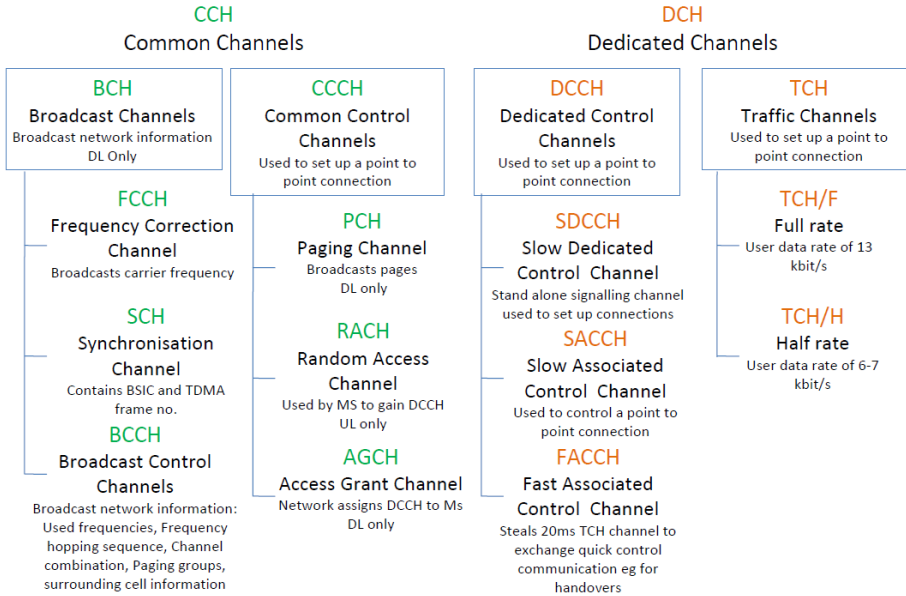 CCH
Common Channels
DCH
Dedicated Channels
BCH
Broadcast Channels
Broadcast network information
DL Only
FCCH
Frequency Correction
Channel
Broadcasts carrier frequency
SCH
Synchronisation
Channel
Contains BSIC and TDMA
frame no.
BCCH
Broadcast Control
Channels
Broadcast network information:
Used frequencies, Frequency
hopping sequence, Channel
combination, Paging groups,
surrounding cell information
CCCH
Common Control
Channels
Used to set up a point to
point connection
PCH
Paging Channel
Broadcasts pages
DL only
RACH
Random Access
Channel
Used by MS to gain DCCH
UL only
AGCH
Access Grant Channel
Network assigns DCCH to Ms
DL only
DCCH
Dedicated Control
Channels
Used to set up a point to
point connection
SDCCH
Slow Dedicated
Control Channel
Stand alone signalling channel
used to set up connections
SACCH
Slow Associated
Control Channel
Used to control a point to
point connection
FACCH
Fast Associated
Control Channel
Steals 20ms TCH channel to
exchange quick control
communication eg for
handovers
TCH
Traffic Channels
Used to set up a point to
point connection
TCH/F
Full rate
User data rate of 13
kbit/s
TCH/H
Half rate
User data rate of 6-7
kbit/s